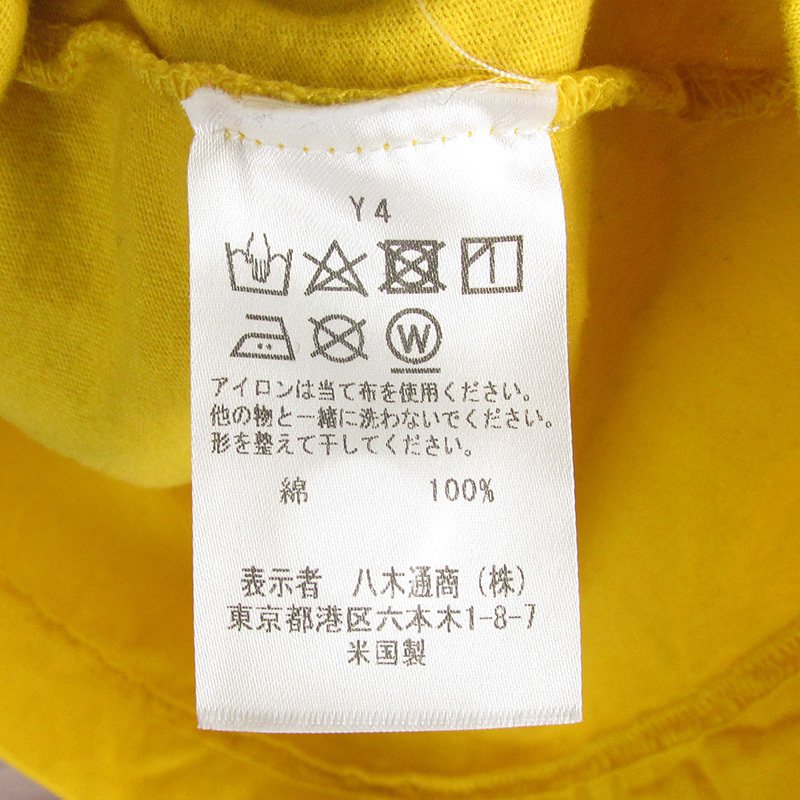 Y4
W
アイロンは当て布を使用ください。
他の物と一緒に洗わないでください。
形を整えて干してください。
綿 100%
表示者 八木通商（株）
東京都港区六本木1-8-7
米国製